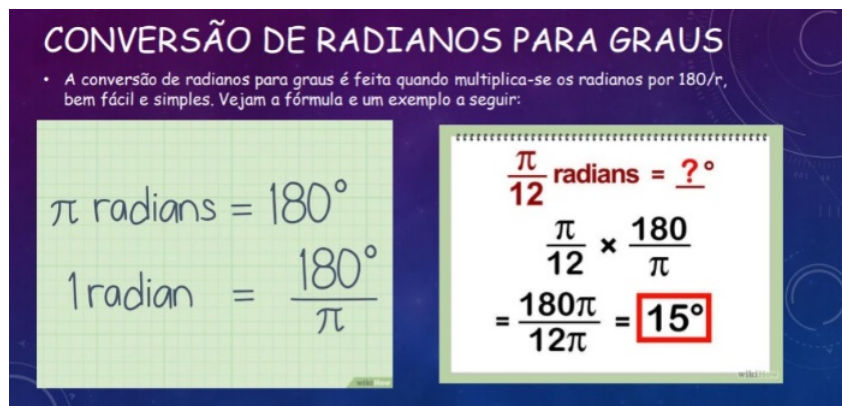 CONVERSÃO DE RADIANOS PARA GRAUS
• A conversão de radianos para graus é feita quando multiplica-se os radianos por 180/r,
bem fácil e simples. Vejam a fórmula e um exemplo a seguir:
π radians = 180°
1 radian = 180°/π
wikiHow
π/12 radians = ?°
π/12 × 180/π
= 180π/12π = 15°
wikiHow